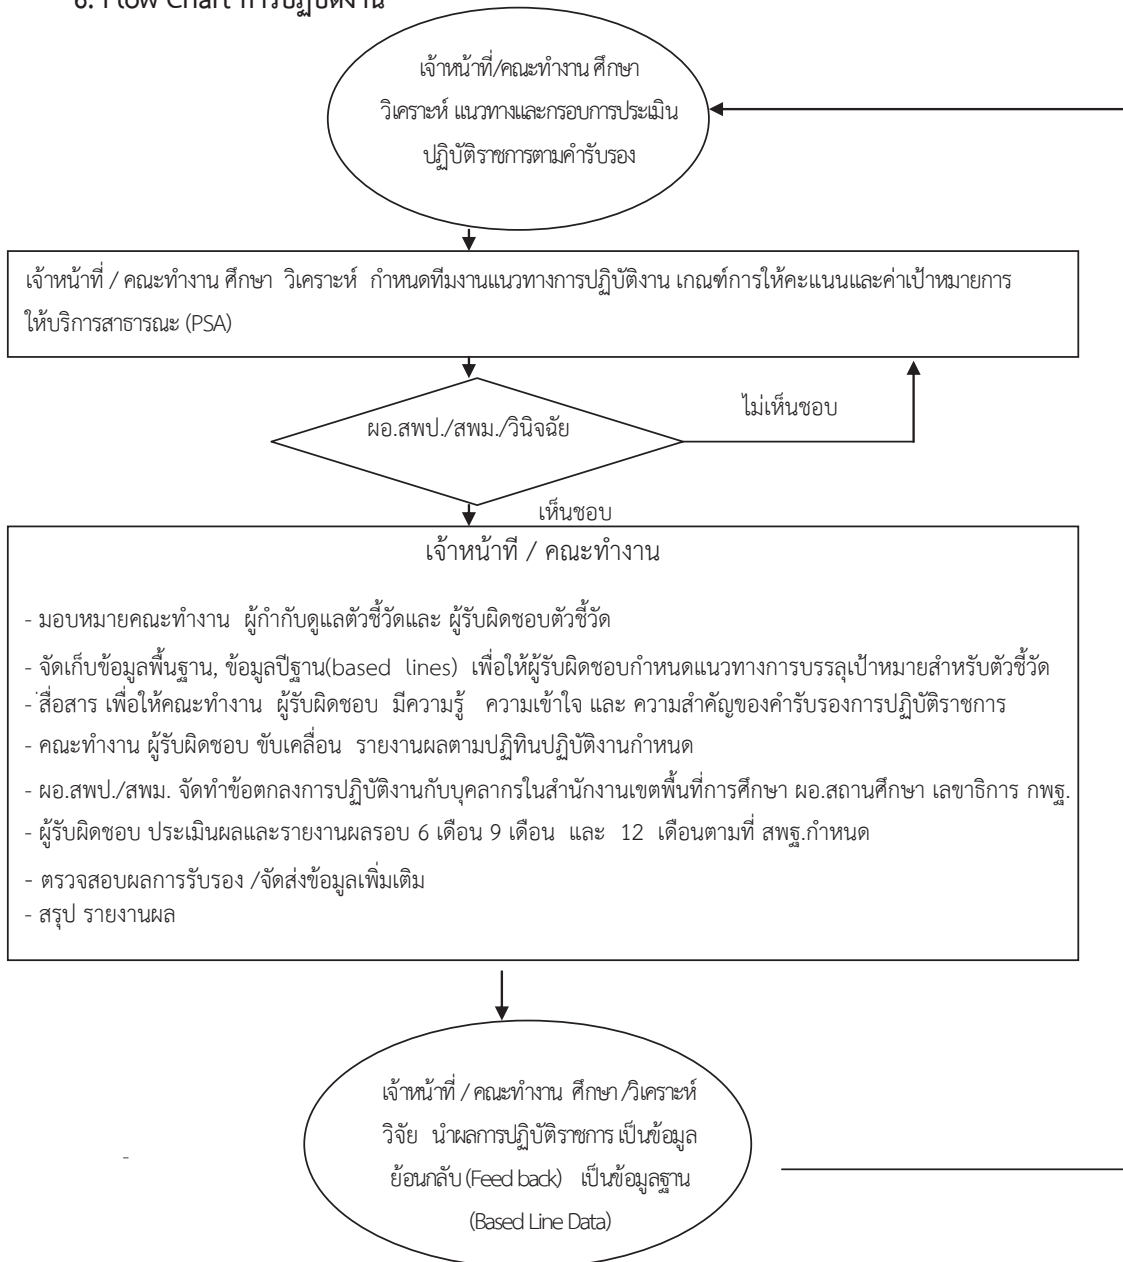 6. Flow Chart การปฏิบัติงาน
เจ้าหน้าที่/คณะทำงาน ศึกษา
วิเคราะห์ แนวทางและกรอบการประเมิน
ปฏิบัติราชการตามคำรับรอง
เจ้าหน้าที่ / คณะทำงาน ศึกษา วิเคราะห์ กำหนดทีมงานแนวทางการปฏิบัติงาน เกณฑ์การให้คะแนนและค่าเป้าหมายการ
ให้บริการสาธารณะ (PSA)
ไม่เห็นชอบ
ผอ.สพป./สพม./วินิจฉัย
เห็นชอบ
เจ้าหน้าที / คณะทำงาน
- มอบหมายคณะทำงาน ผู้กำกับดูแลตัวชี้วัดและ ผู้รับผิดชอบตัวชี้วัด
- จัดเก็บข้อมูลพื้นฐาน, ข้อมูลปีฐาน(based lines) เพื่อให้ผู้รับผิดชอบกำหนดแนวทางการบรรลุเป้าหมายสำหรับตัวชี้วัด
- สื่อสาร เพื่อให้คณะทำงาน ผู้รับผิดชอบ มีความรู้ ความเข้าใจ และ ความสำคัญของคำรับรองการปฏิบัติราชการ
- คณะทำงาน ผู้รับผิดชอบ ขับเคลื่อน รายงานผลตามปฏิทินปฏิบัติงานกำหนด
- ผอ.สพป./สพม. จัดทำข้อตกลงการปฏิบัติงานกับบุคลากรในสำนักงานเขตพื้นที่การศึกษา ผอ.สถานศึกษา เลขาธิการ กพฐ.
- ผู้รับผิดชอบ ประเมินผลและรายงานผลรอบ 6 เดือน 9 เดือน และ 12 เดือนตามที่ สพฐ.กำหนด
- ตรวจสอบผลการรับรอง /จัดส่งข้อมูลเพิ่มเติม
- สรุป รายงานผล
เจ้าหน้าที่ / คณะทำงาน ศึกษา /วิเคราะห์
วิจัย นำผลการปฏิบัติราชการ เป็นข้อมูล
ย้อนกลับ (Feed back) เป็นข้อมูลฐาน
(Based Line Data)
-